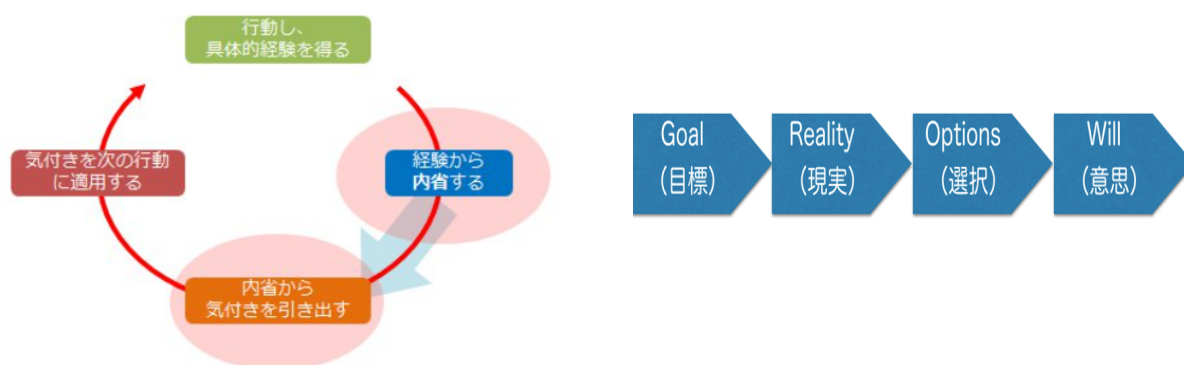 行動し、
具体的経験を得る
経験から
内省する
内省から
気付きを引き出す
気付きを次の行動
に適用する
Goal
(目標)
Reality
(現実)
Options
(選択)
Will
(意思)